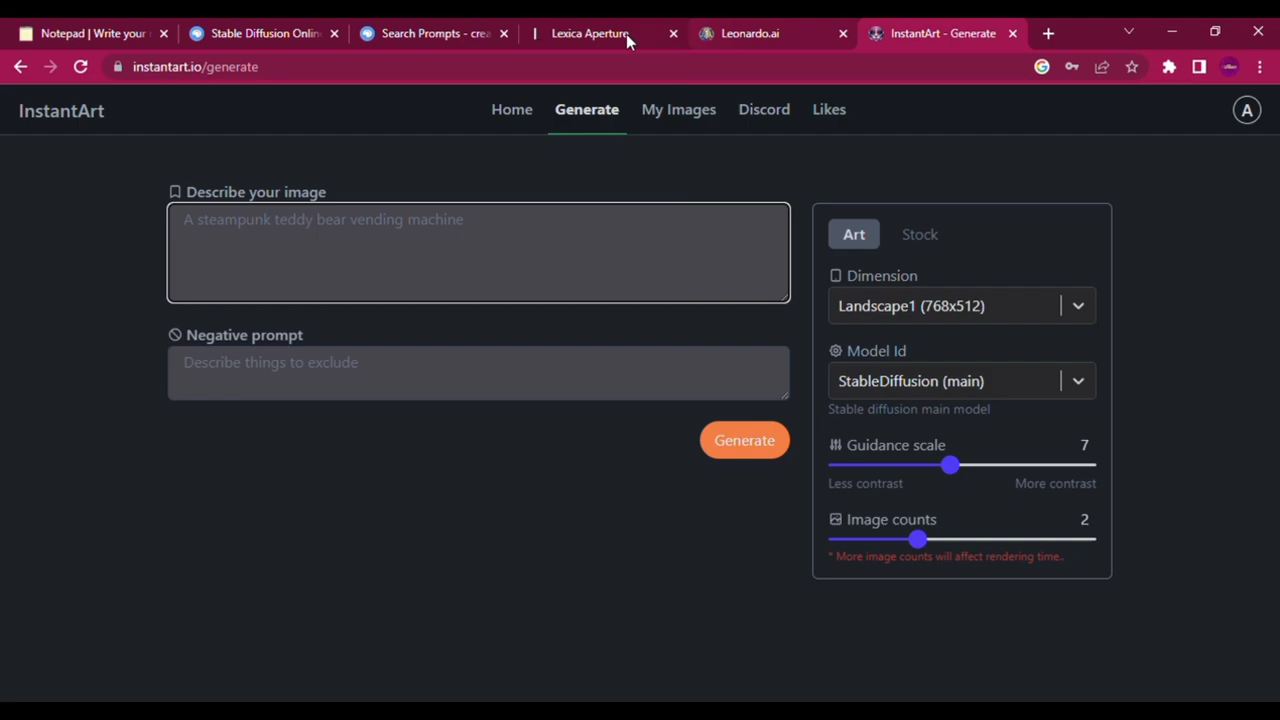 Notepad | Write your
Stable Diffusion Onlin
Search Prompts - crea
Lexica Aperture
Leonardo.ai
InstantArt - Generate
instantart.io/generate
InstantArt
Home
Generate
My Images
Discord
Likes
A
Describe your image
A steampunk teddy bear vending machine
Negative prompt
Describe things to exclude
Generate
Art
Stock
Dimension
Landscape1 (768x512)
Model Id
StableDiffusion (main)
Stable diffusion main model
Guidance scale 7
Less contrast More contrast
Image counts 2
* More image counts will affect rendering time..